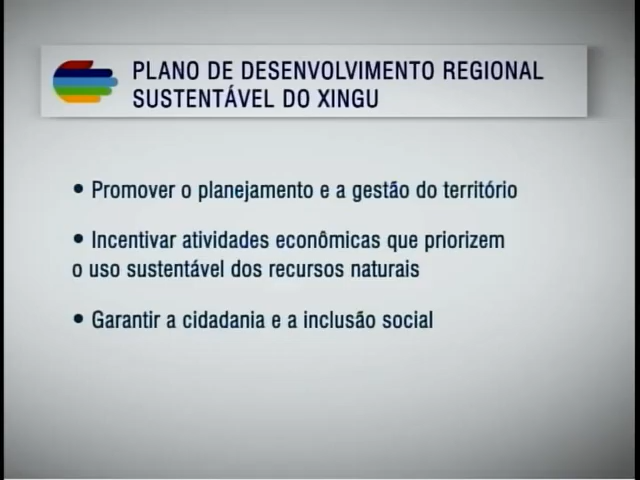 PLANO DE DESENVOLVIMENTO REGIONAL
SUSTENTÁVEL DO XINGU
• Promover o planejamento e a gestão do território
• Incentivar atividades econômicas que priorizem
o uso sustentável dos recursos naturais
• Garantir a cidadania e a inclusão social